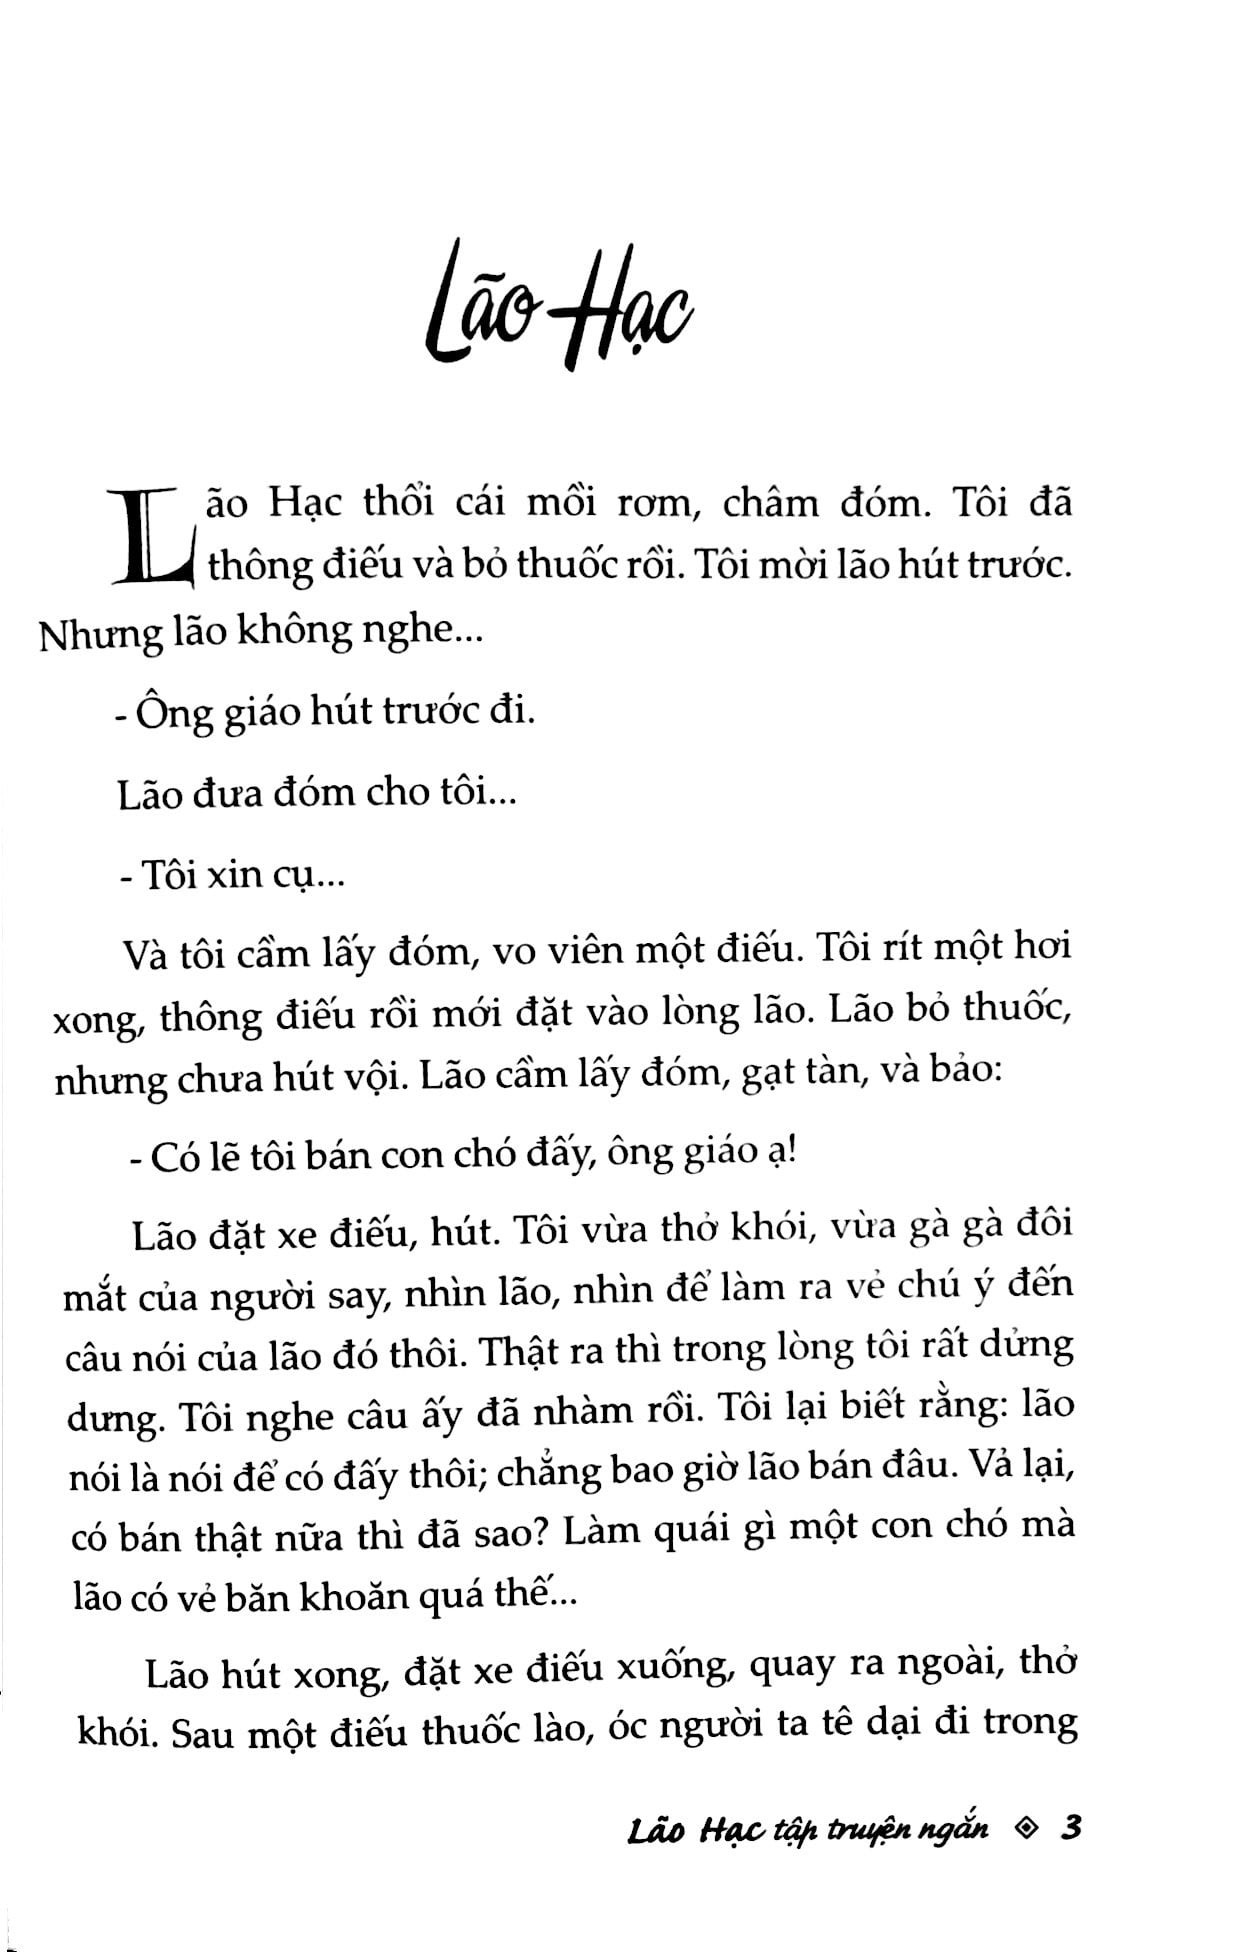 Lão Hạc
Lão Hạc thổi cái mồi rơm, châm đóm. Tôi đã
thông điếu và bỏ thuốc rồi. Tôi mời lão hút trước.
Nhưng lão không nghe...
- Ông giáo hút trước đi.
Lão đưa đóm cho tôi...
- Tôi xin cụ...
Và tôi cầm lấy đóm, vo viên một điếu. Tôi rít một hơi
xong, thông điếu rồi mới đặt vào lòng lão. Lão bỏ thuốc,
nhưng chưa hút vội. Lão cầm lấy đóm, gạt tàn, và bảo:
- Có lẽ tôi bán con chó đấy, ông giáo ạ!
Lão đặt xe điếu, hút. Tôi vừa thở khói, vừa gà gà đôi
mắt của người say, nhìn lão, nhìn để làm ra vẻ chú ý đến
câu nói của lão đó thôi. Thật ra thì trong lòng tôi rất dửng
dưng. Tôi nghe câu ấy đã nhàm rồi. Tôi lại biết rằng: lão
nói là nói để có đấy thôi; chẳng bao giờ lão bán đâu. Vả lại,
có bán thật nữa thì đã sao? Làm quái gì một con chó mà
lão có vẻ băn khoăn quá thế...
Lão hút xong, đặt xe điếu xuống, quay ra ngoài, thở
khói. Sau một điếu thuốc lào, óc người ta tê dại đi trong
Lão Hạc tập truyện ngắn 3